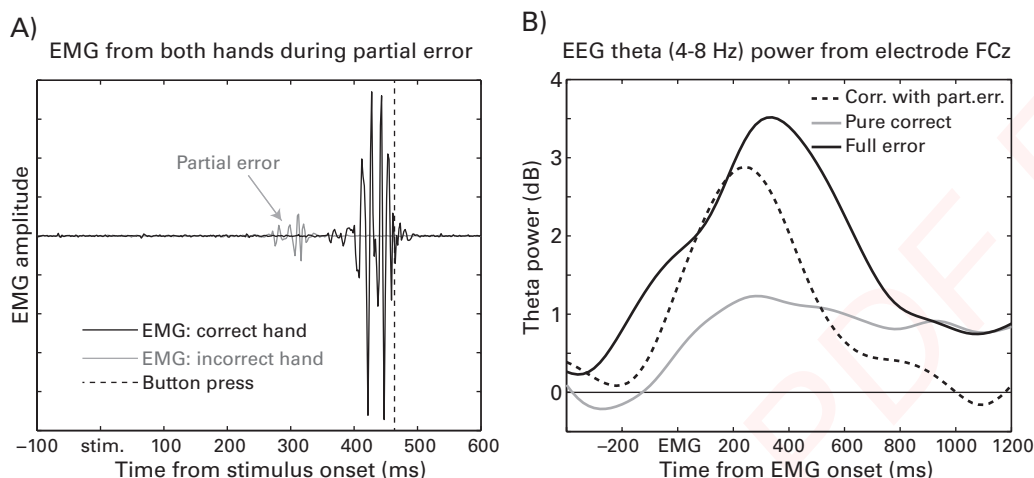 A)
EMG from both hands during partial error
EMG amplitude
Partial error
EMG: correct hand
EMG: incorrect hand
Button press
−100 stim. 100 200 300 400 500 600
Time from stimulus onset (ms)
B)
EEG theta (4-8 Hz) power from electrode FCz
Theta power (dB)
4
3
2
1
0
Corr. with part.err.
Pure correct
Full error
−200 EMG 200 400 600 800 1000 1200
Time from EMG onset (ms)
PDF